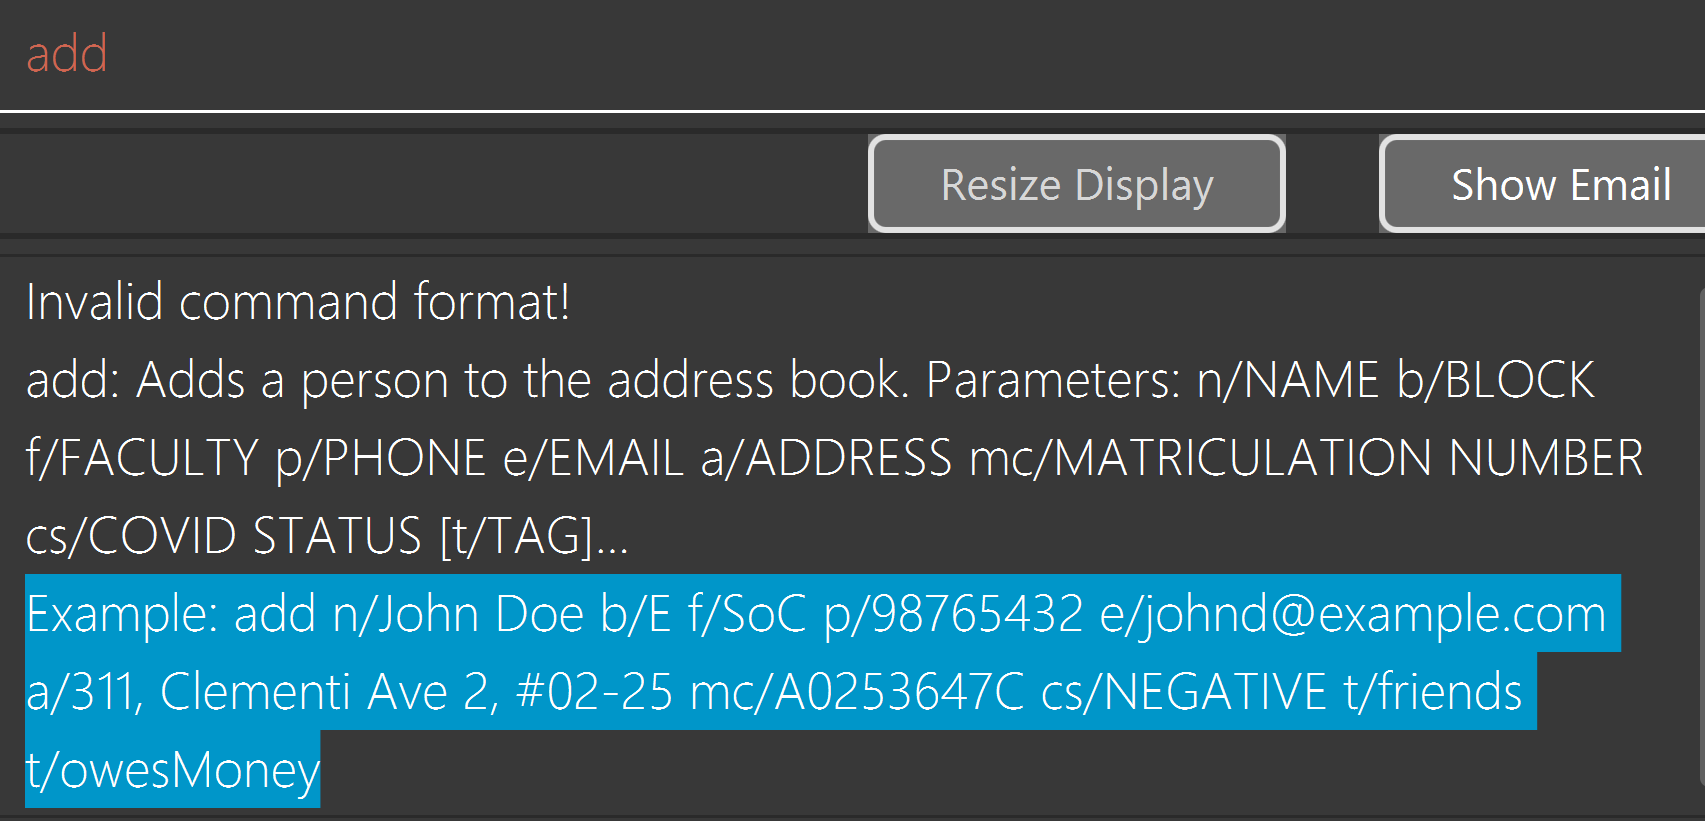 add
Resize Display
Show Email
Invalid command format!
add: Adds a person to the address book. Parameters: n/NAME b/BLOCK
f/FACULTY p/PHONE e/EMAIL a/ADDRESS mc/MATRICULATION NUMBER
cs/COVID STATUS [t/TAG]...
Example: add n/John Doe b/E f/SoC p/98765432 e/johnd@example.com
a/311, Clementi Ave 2, #02-25 mc/A0253647C cs/NEGATIVE t/friends
t/owesMoney